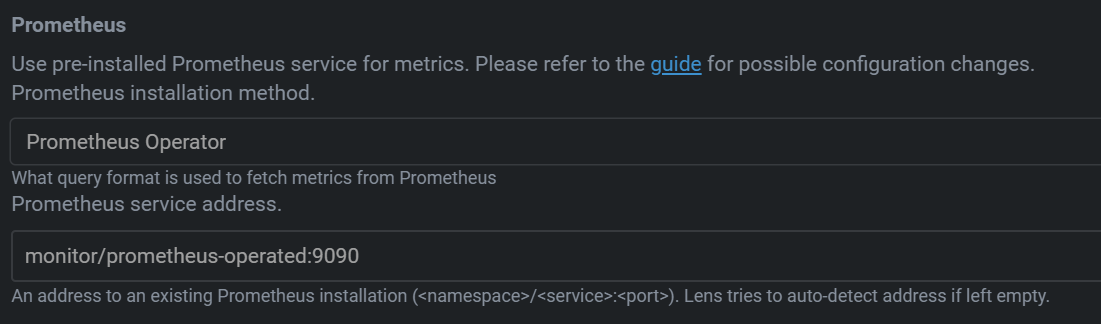 Prometheus
Use pre-installed Prometheus service for metrics. Please refer to the guide for possible configuration changes.
Prometheus installation method.
Prometheus Operator
What query format is used to fetch metrics from Prometheus
Prometheus service address.
monitor/prometheus-operated:9090
An address to an existing Prometheus installation (<namespace>/<service>:<port>). Lens tries to auto-detect address if left empty.